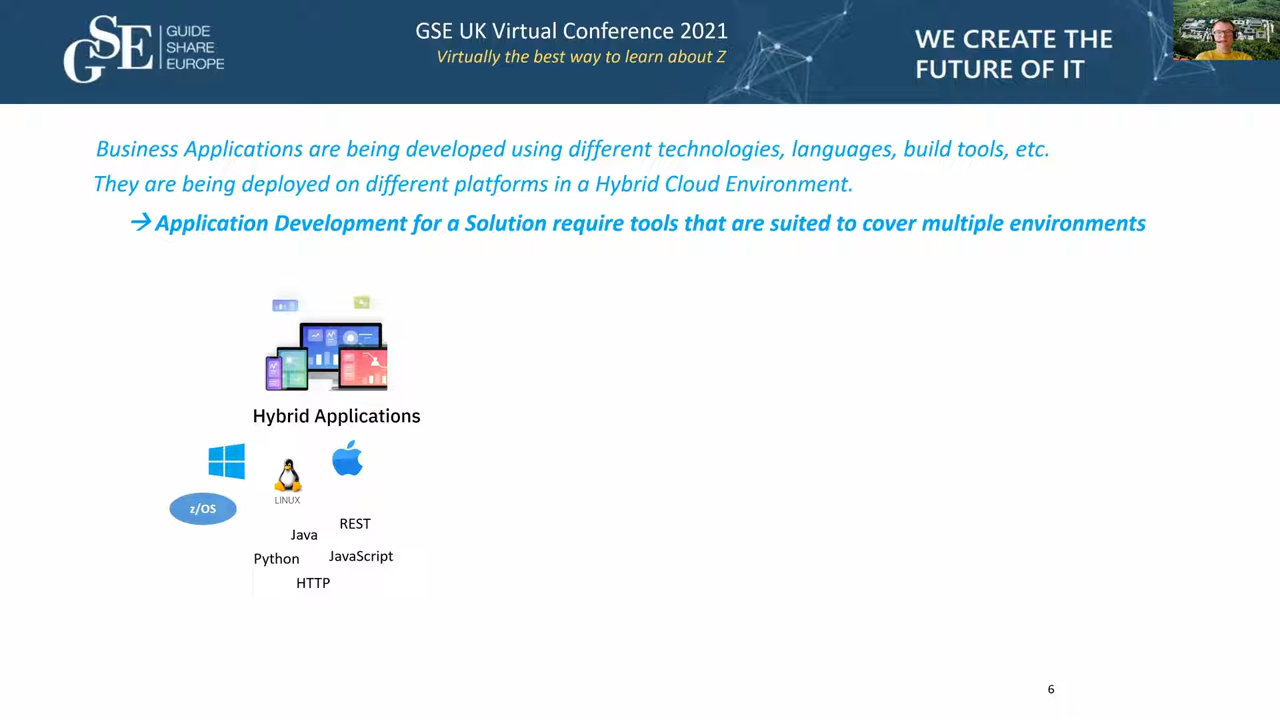 GSE
GUIDE
SHARE
EUROPE
GSE UK Virtual Conference 2021
Virtually the best way to learn about Z
WE CREATE THE
FUTURE OF IT
Business Applications are being developed using different technologies, languages, build tools, etc.
They are being deployed on different platforms in a Hybrid Cloud Environment.
→ Application Development for a Solution require tools that are suited to cover multiple environments
Hybrid Applications
LINUX
z/OS
REST
Java
JavaScript
Python
HTTP
6